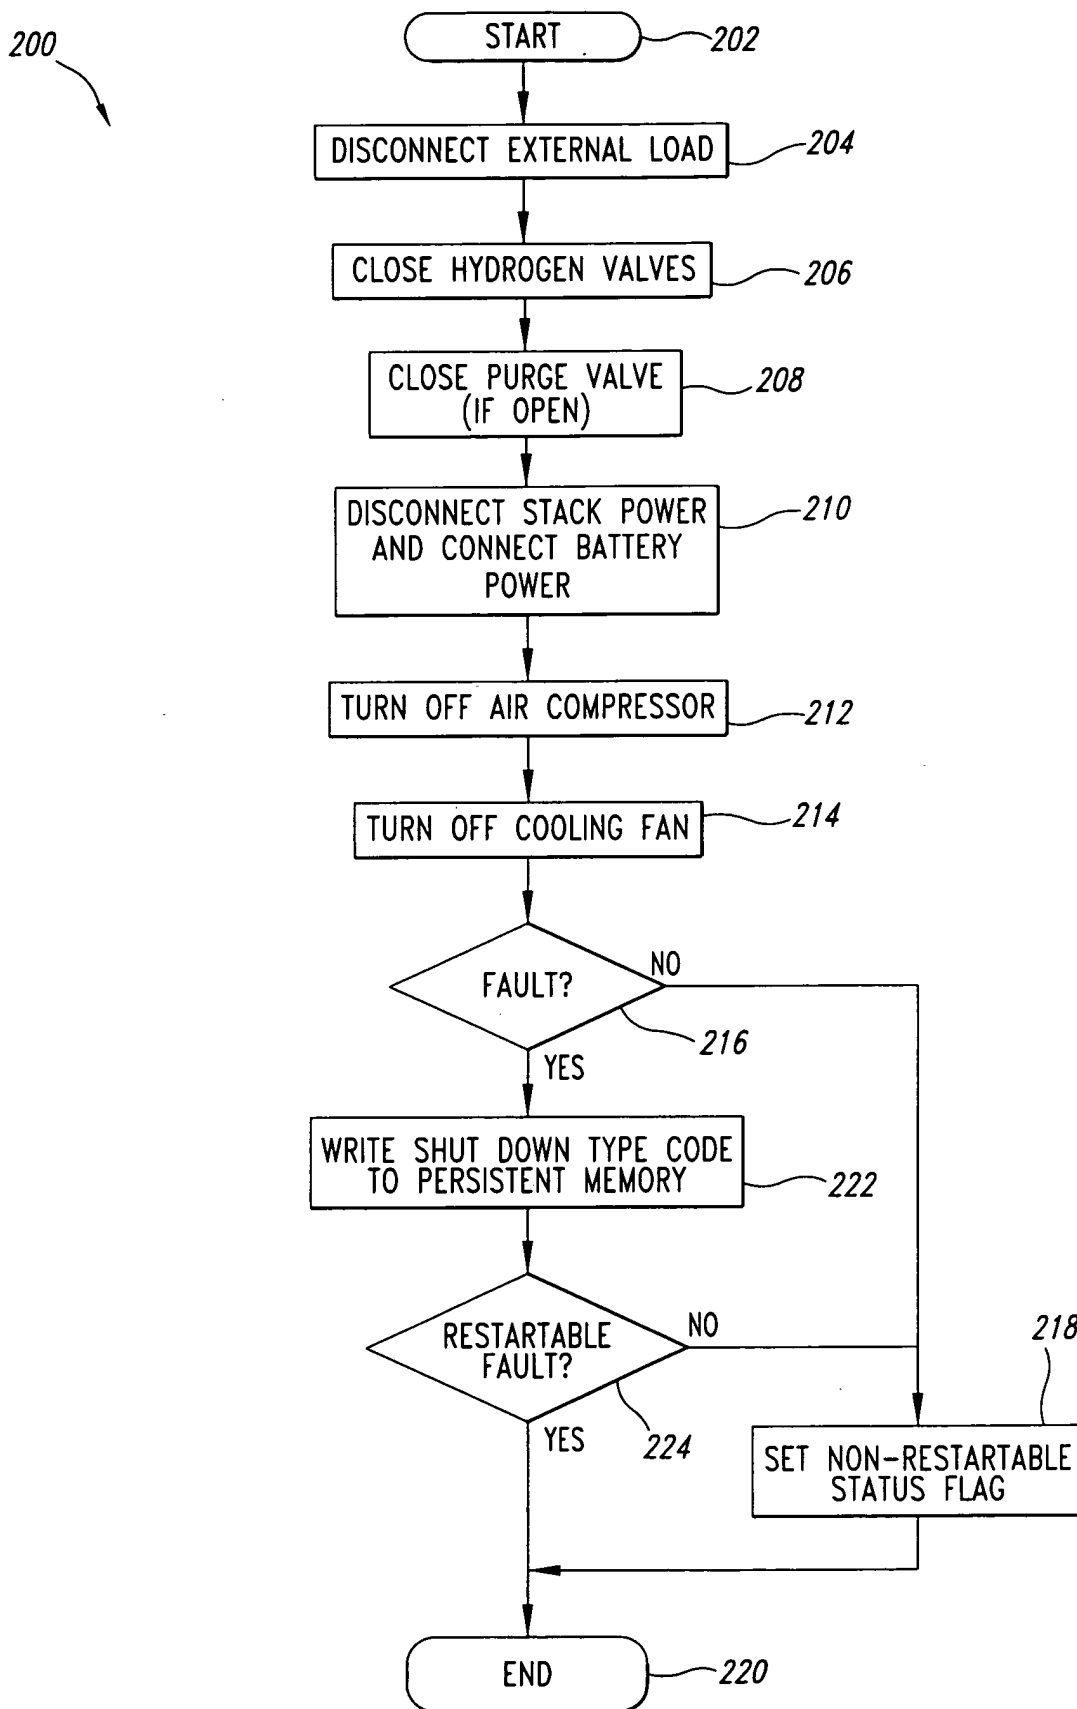 200
START
202
DISCONNECT EXTERNAL LOAD
204
CLOSE HYDROGEN VALVES
206
CLOSE PURGE VALVE
(IF OPEN)
208
DISCONNECT STACK POWER
AND CONNECT BATTERY
POWER
210
TURN OFF AIR COMPRESSOR
212
TURN OFF COOLING FAN
214
FAULT?
NO
216
YES
WRITE SHUT DOWN TYPE CODE
TO PERSISTENT MEMORY
222
RESTARTABLE
FAULT?
NO
224
YES
218
SET NON-RESTARTABLE
STATUS FLAG
END
220